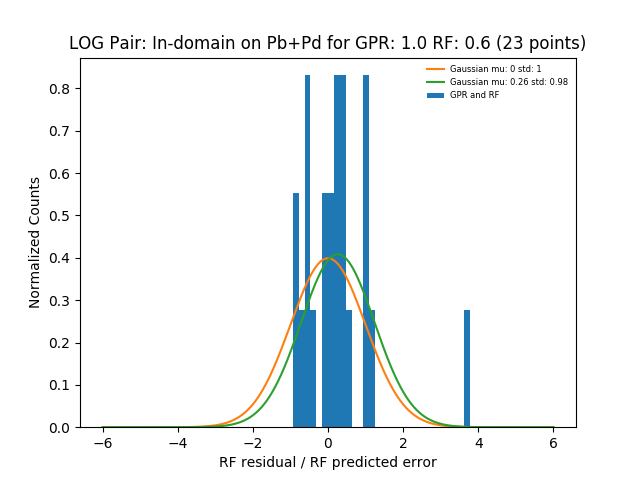 LOG Pair: In-domain on Pb+Pd for GPR: 1.0 RF: 0.6 (23 points)
Gaussian mu: 0 std: 1
Gaussian mu: 0.26 std: 0.98
GPR and RF
Normalized Counts
0.8
0.7
0.6
0.5
0.4
0.3
0.2
0.1
0.0
−6 −4 −2 0 2 4 6
RF residual / RF predicted error